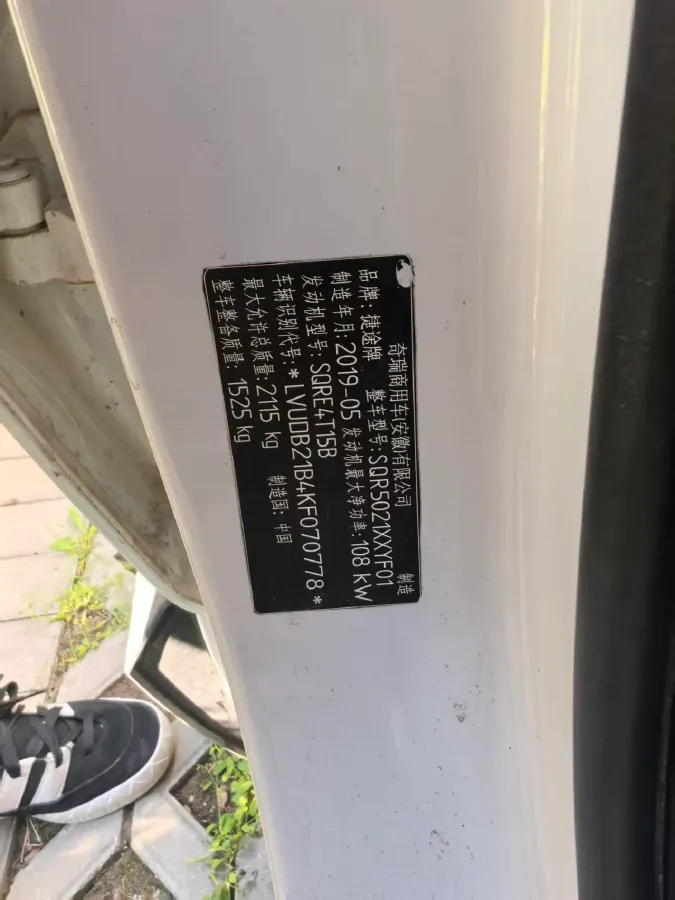 奇瑞商用车(安徽)有限公司 制造
品牌: 捷途牌 整车型号: SQR5021XXYF01
制造年月: 2019-05 发动机最大净功率: 108 kW
发动机型号: SQRE4T15B
车辆识别代号: *LVUDB21B4KF070778*
最大允许总质量: 2115 kg 制造国: 中国
整车整备质量: 1525 kg